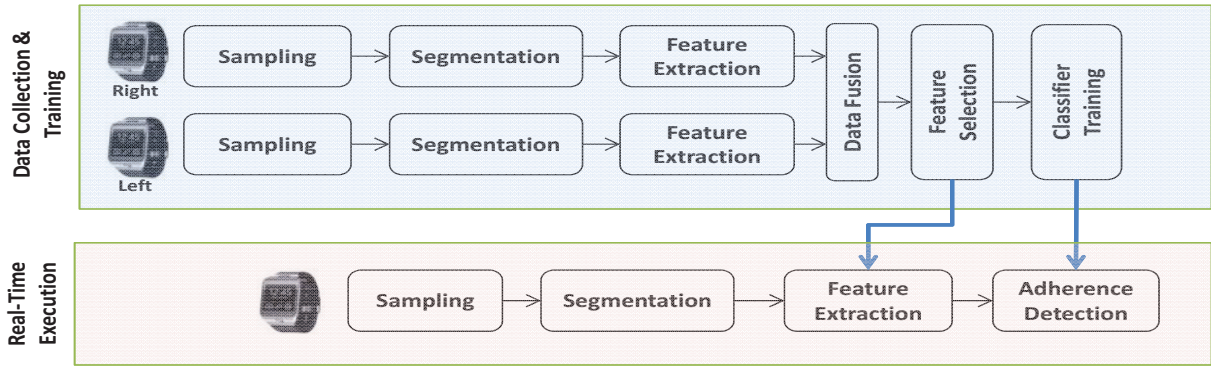 Data Collection &
Training
Right
Sampling
Segmentation
Feature
Extraction
Left
Sampling
Segmentation
Feature
Extraction
Data Fusion
Feature
Selection
Classifier
Training
Real-Time
Execution
Sampling
Segmentation
Feature
Extraction
Adherence
Detection